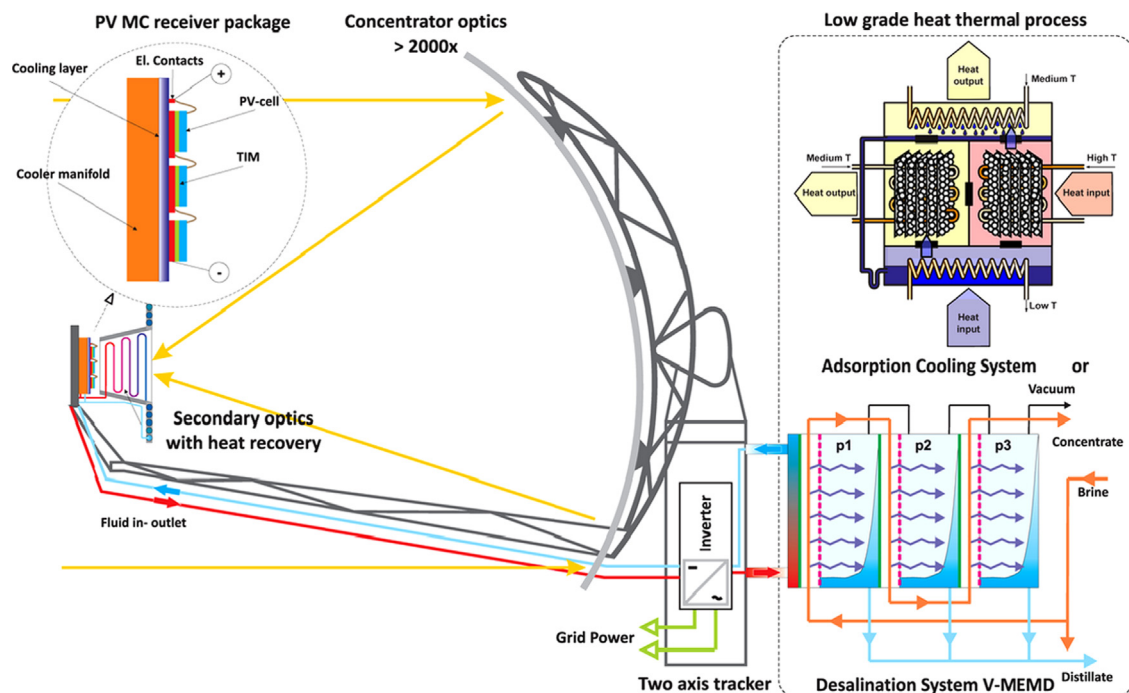 PV MC receiver package
Cooling layer
El. Contacts
+
PV-cell
TIM
Cooler manifold
-
Concentrator optics
> 2000x
Secondary optics
with heat recovery
Fluid in- outlet
Inverter
-
~
Grid Power
Two axis tracker
Low grade heat thermal process
Heat
output
Medium T
Medium T
High T
Heat output
Heat input
Heat
input
Low T
Adsorption Cooling System or
Vacuum
Concentrate
p1
p2
p3
Brine
Distillate
Desalination System V-MEMD